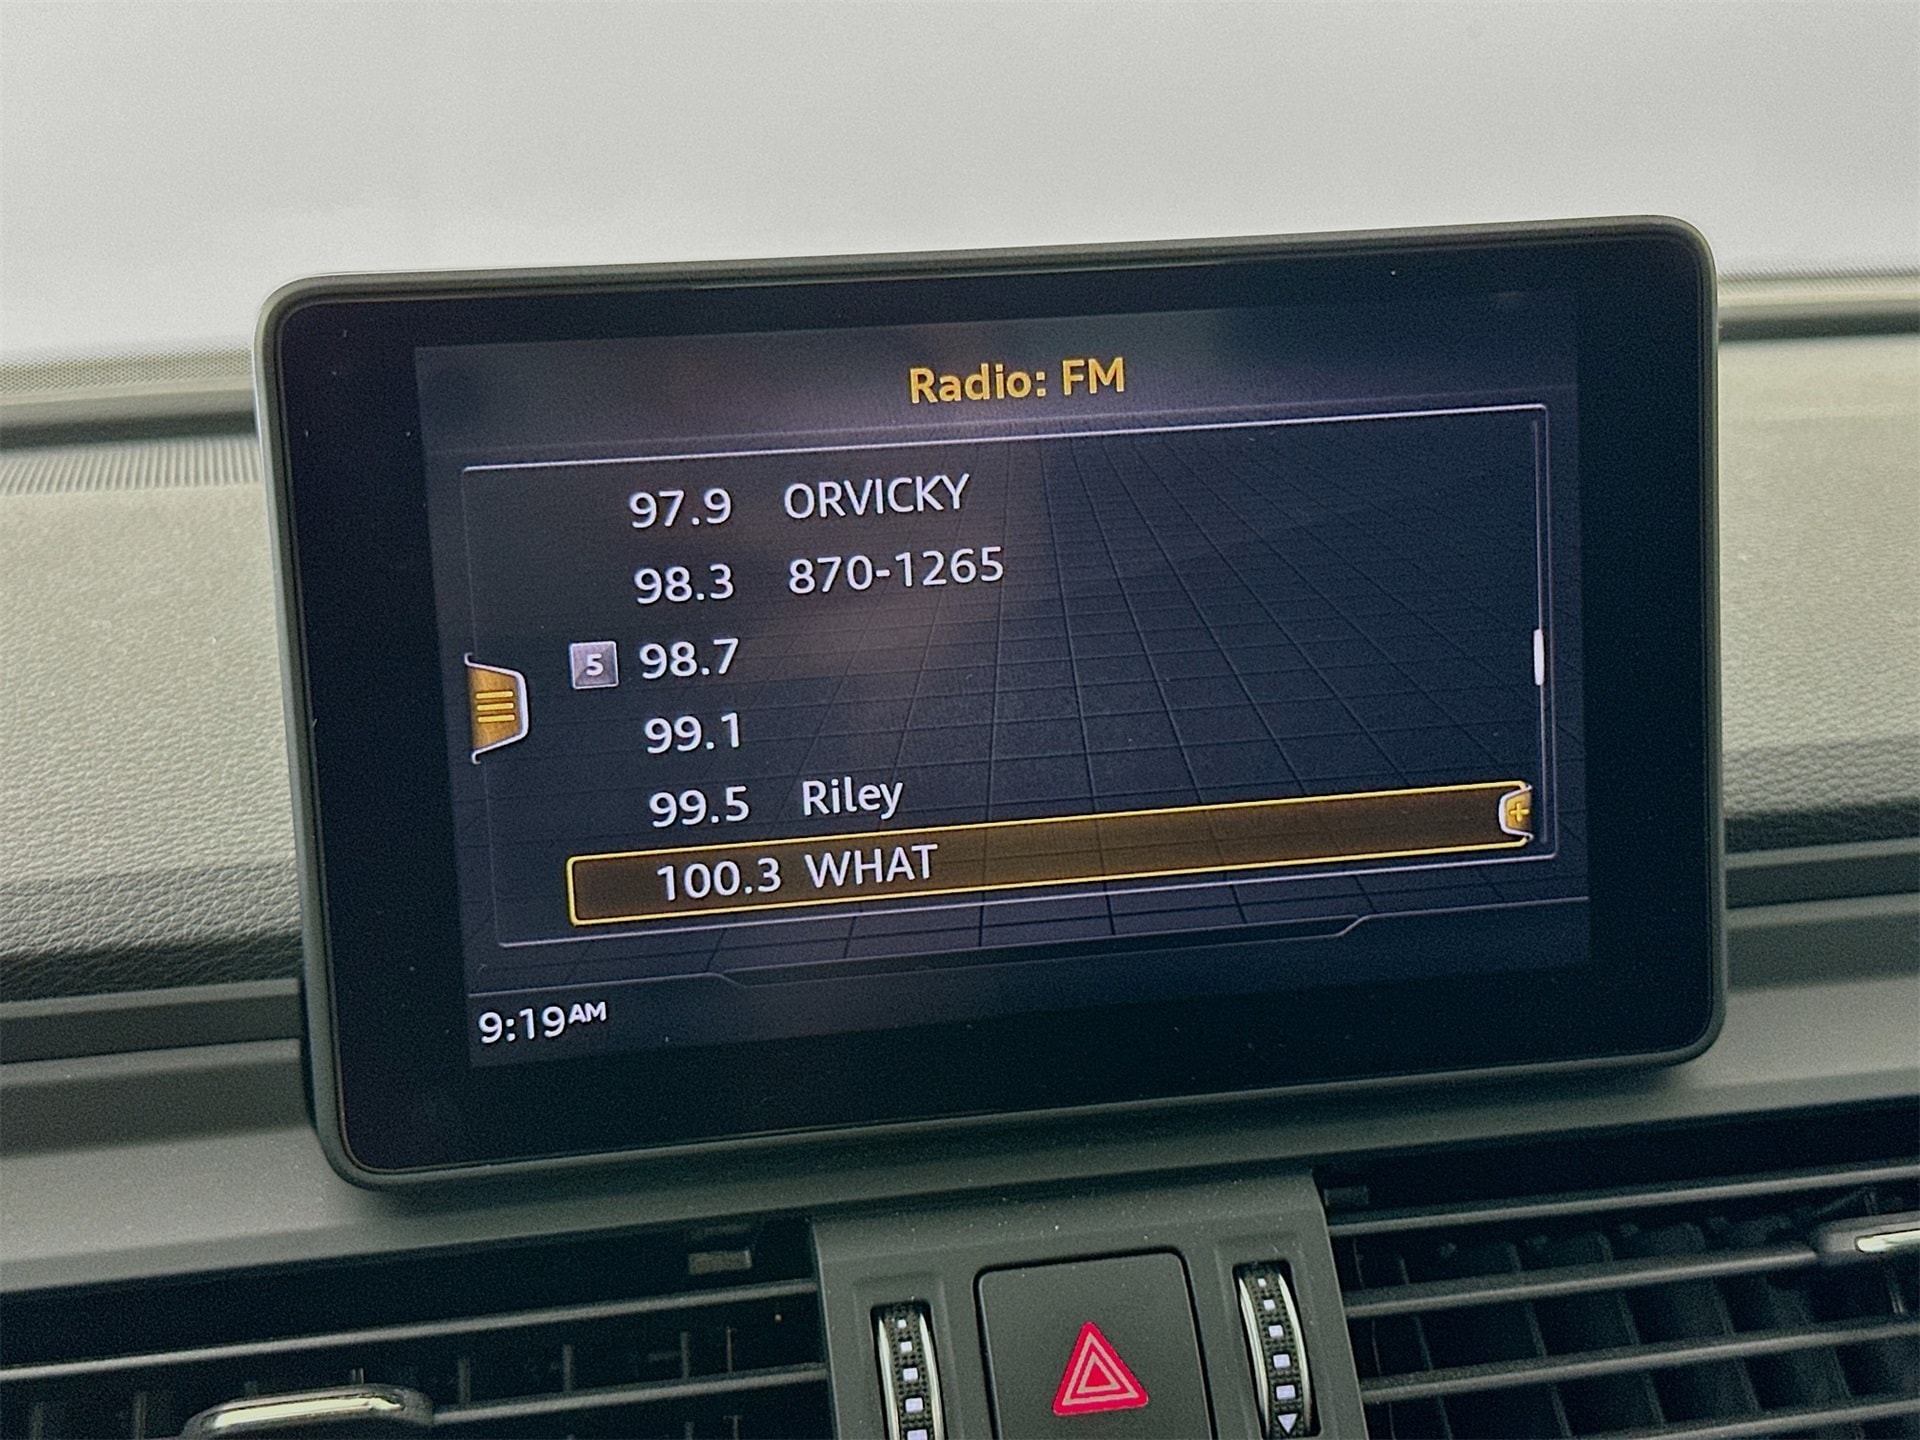 Radio: FM
97.9 ORVICKY
98.3 870-1265
5 98.7
99.1
99.5 Riley
100.3 WHAT
9:19AM